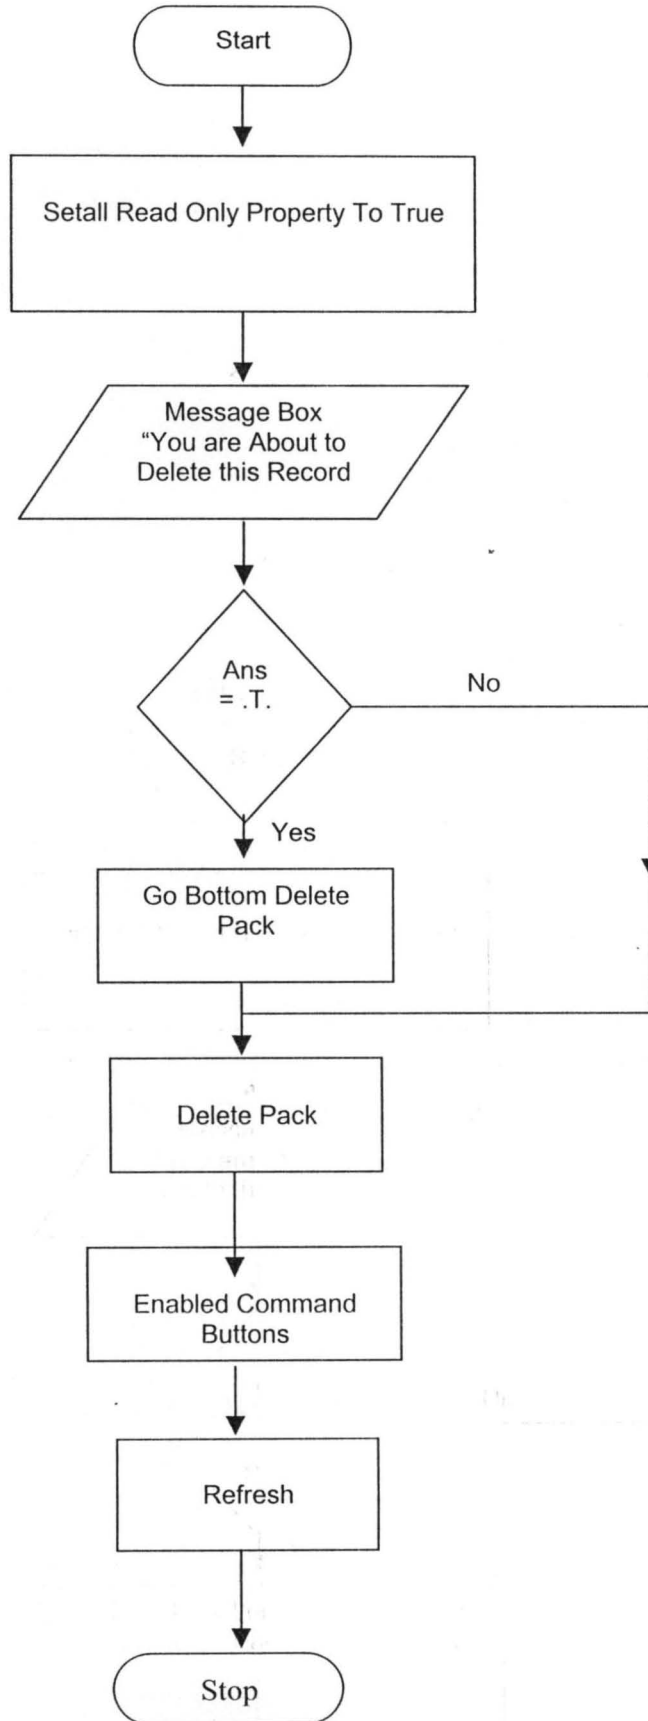 Start
Setall Read Only Property To True
Message Box
“You are About to
Delete this Record
Ans
= .T.
No
Yes
Go Bottom Delete
Pack
Delete Pack
Enabled Command
Buttons
Refresh
Stop